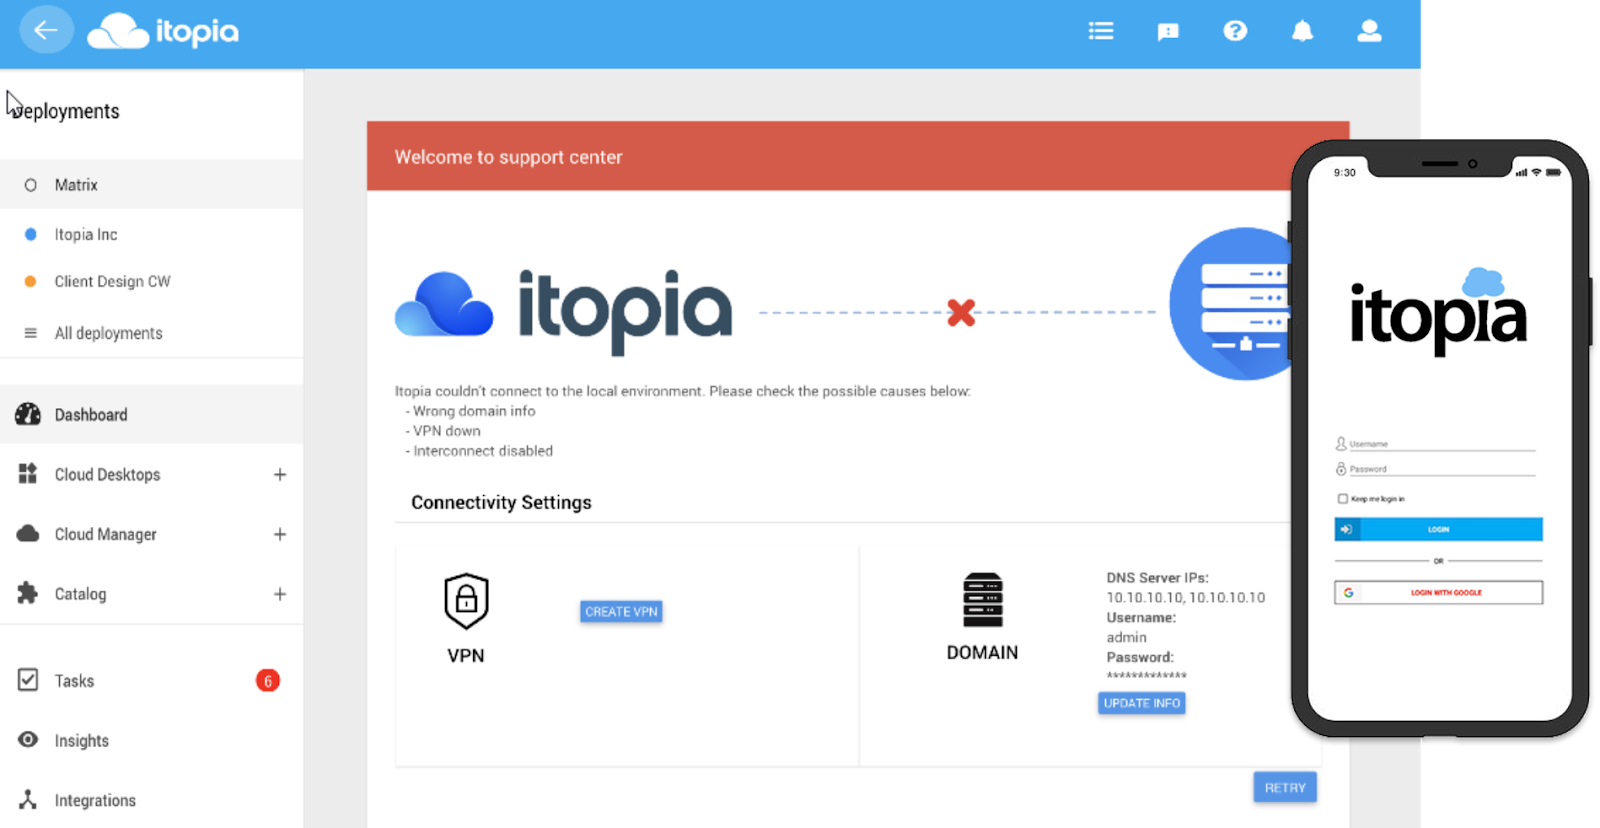 itopia
Deployments
Matrix
Itopia Inc
Client Design CW
All deployments
Dashboard
Cloud Desktops +
Cloud Manager +
Catalog +
Tasks 6
Insights
Integrations
Welcome to support center
itopia
Itopia couldn't connect to the local environment. Please check the possible causes below:
- Wrong domain info
- VPN down
- Interconnect disabled
Connectivity Settings
VPN
CREATE VPN
DOMAIN
DNS Server IPs:
10.10.10.10, 10.10.10.10
Username:
admin
Password:
*************
UPDATE INFO
RETRY
9:30
itopia
Username
Password
Keep me login in
LOGIN
OR
LOGIN WITH GOOGLE